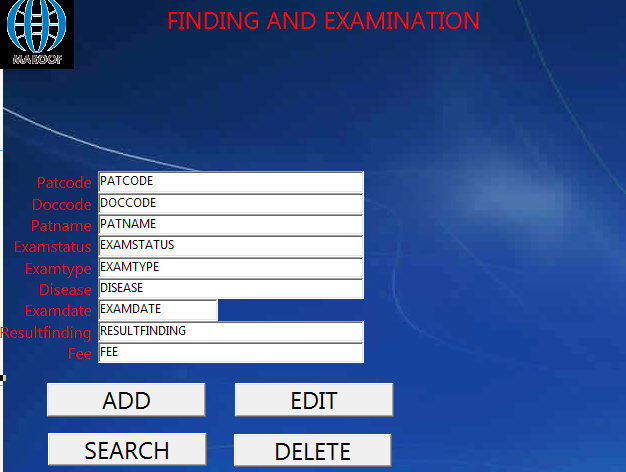 FINDING AND EXAMINATION
MAROOF
Patcode PATCODE
Doccode DOCCODE
Patname PATNAME
Examstatus EXAMSTATUS
Examtype EXAMTYPE
Disease DISEASE
Examdate EXAMDATE
Resultfinding RESULTFINDING
Fee FEE
ADD EDIT
SEARCH DELETE